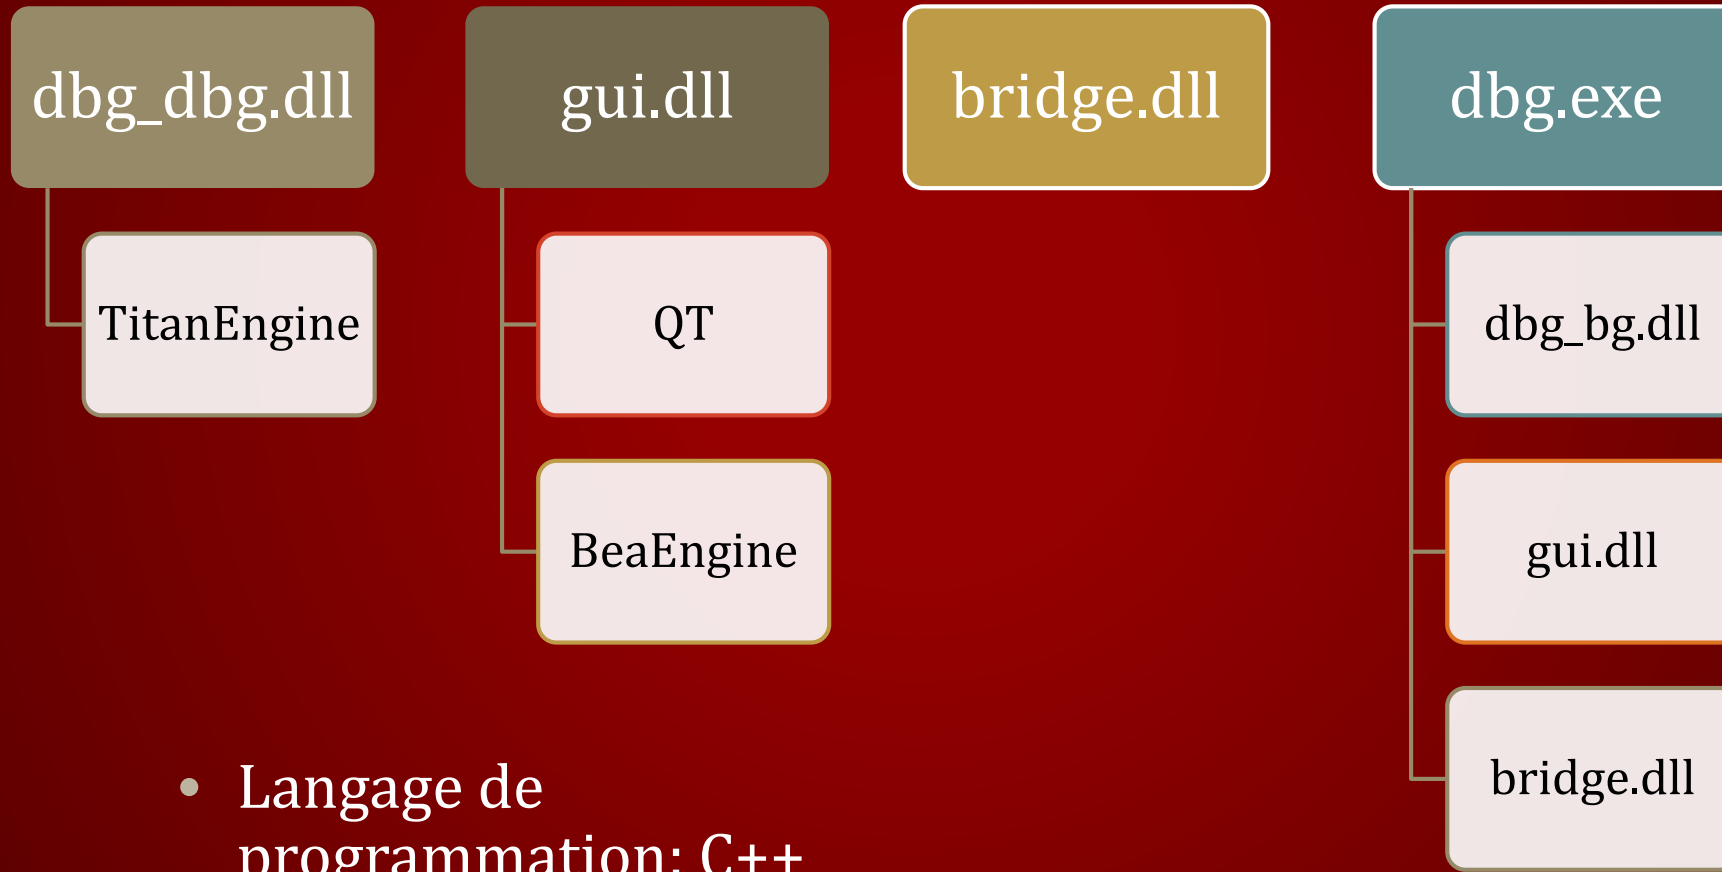 dbg_dbg.dll
gui.dll
bridge.dll
dbg.exe
TitanEngine
QT
dbg_bg.dll
BeaEngine
gui.dll
bridge.dll
• Langage de
programmation: C++